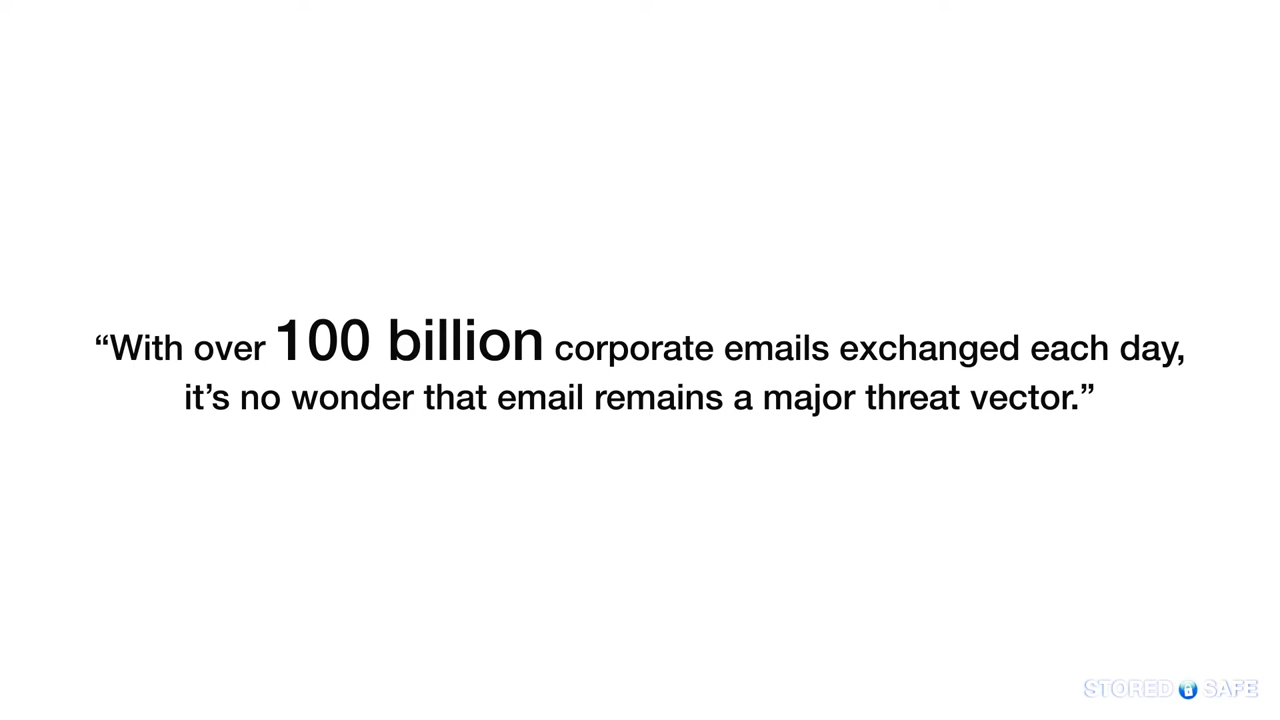 “With over 100 billion corporate emails exchanged each day,
it’s no wonder that email remains a major threat vector.”
STORED SAFE